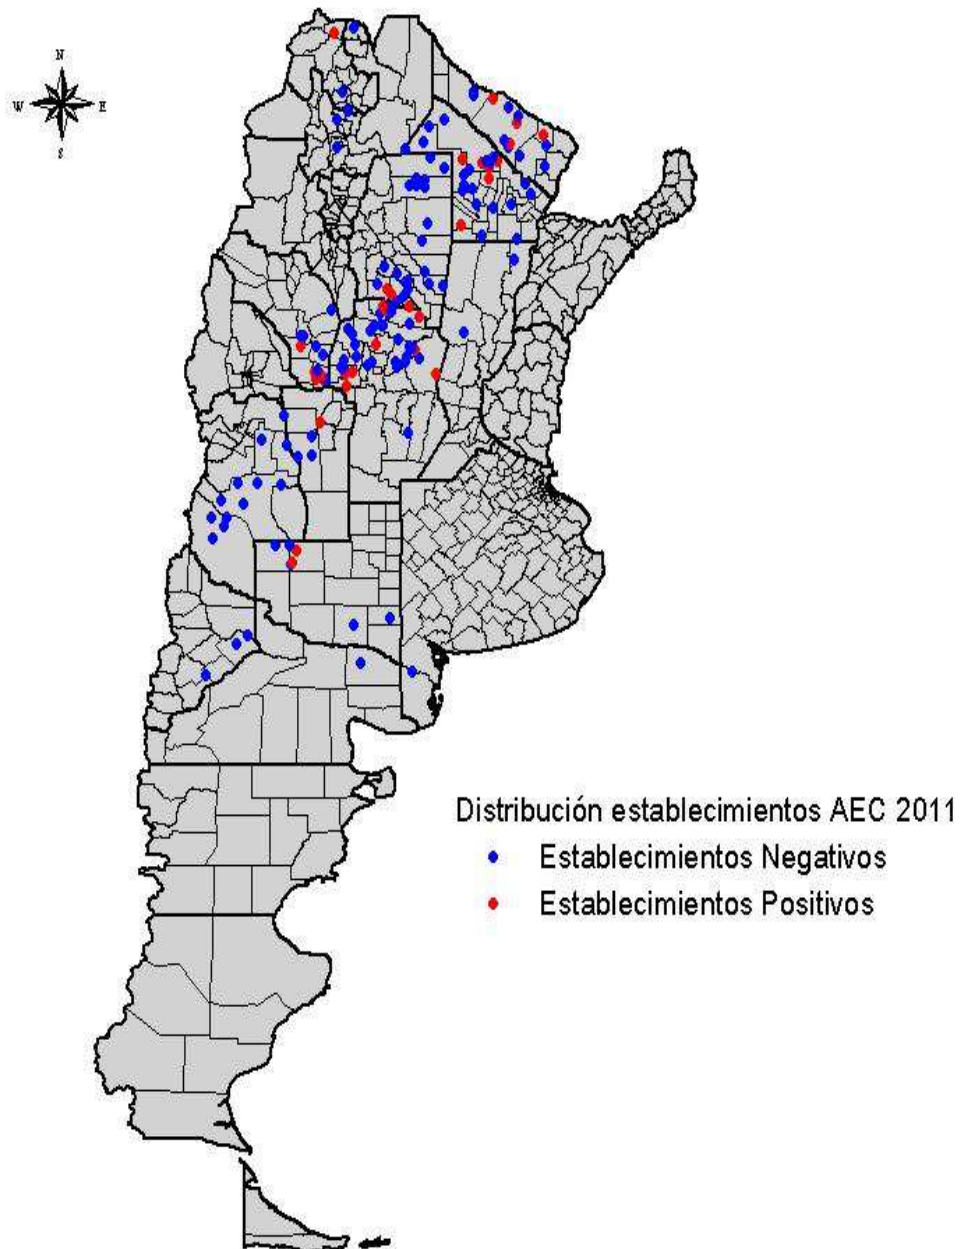 N
W E
S
Distribución establecimientos AEC 2011
Establecimientos Negativos
Establecimientos Positivos